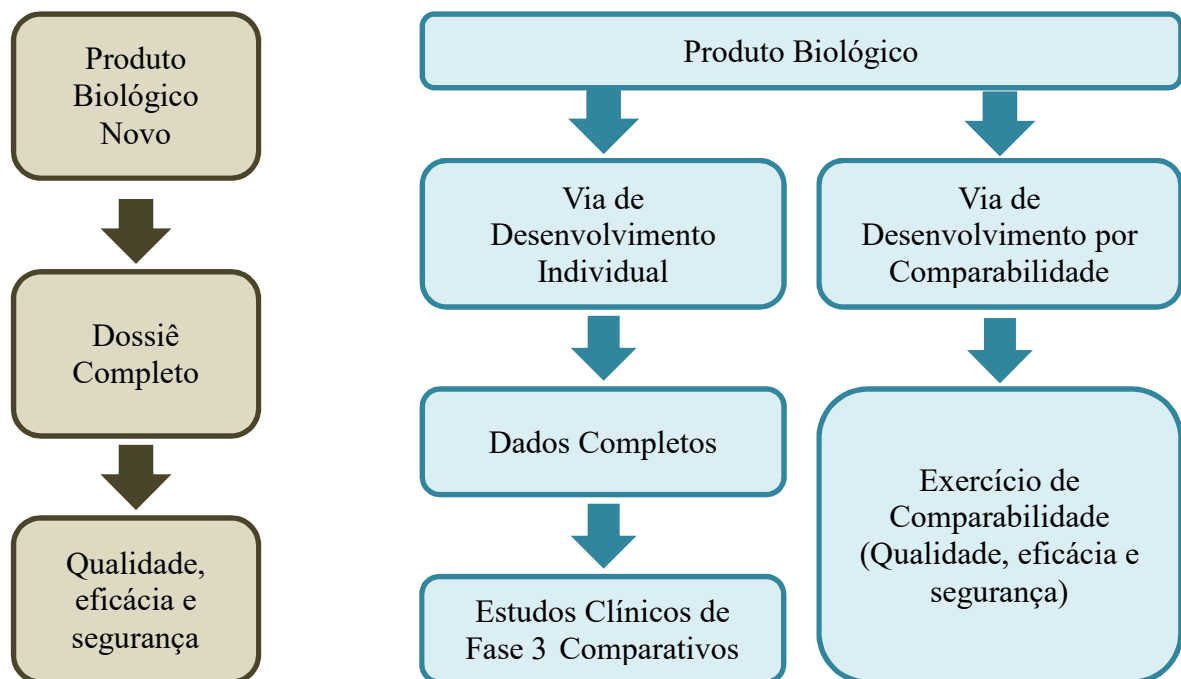 Produto
Biológico
Novo
Dossiê
Completo
Qualidade,
eficácia e
segurança
Produto Biológico
Via de
Desenvolvimento
Individual
Dados Completos
Estudos Clínicos de
Fase 3 Comparativos
Via de
Desenvolvimento por
Comparabilidade
Exercício de
Comparabilidade
(Qualidade, eficácia e
segurança)